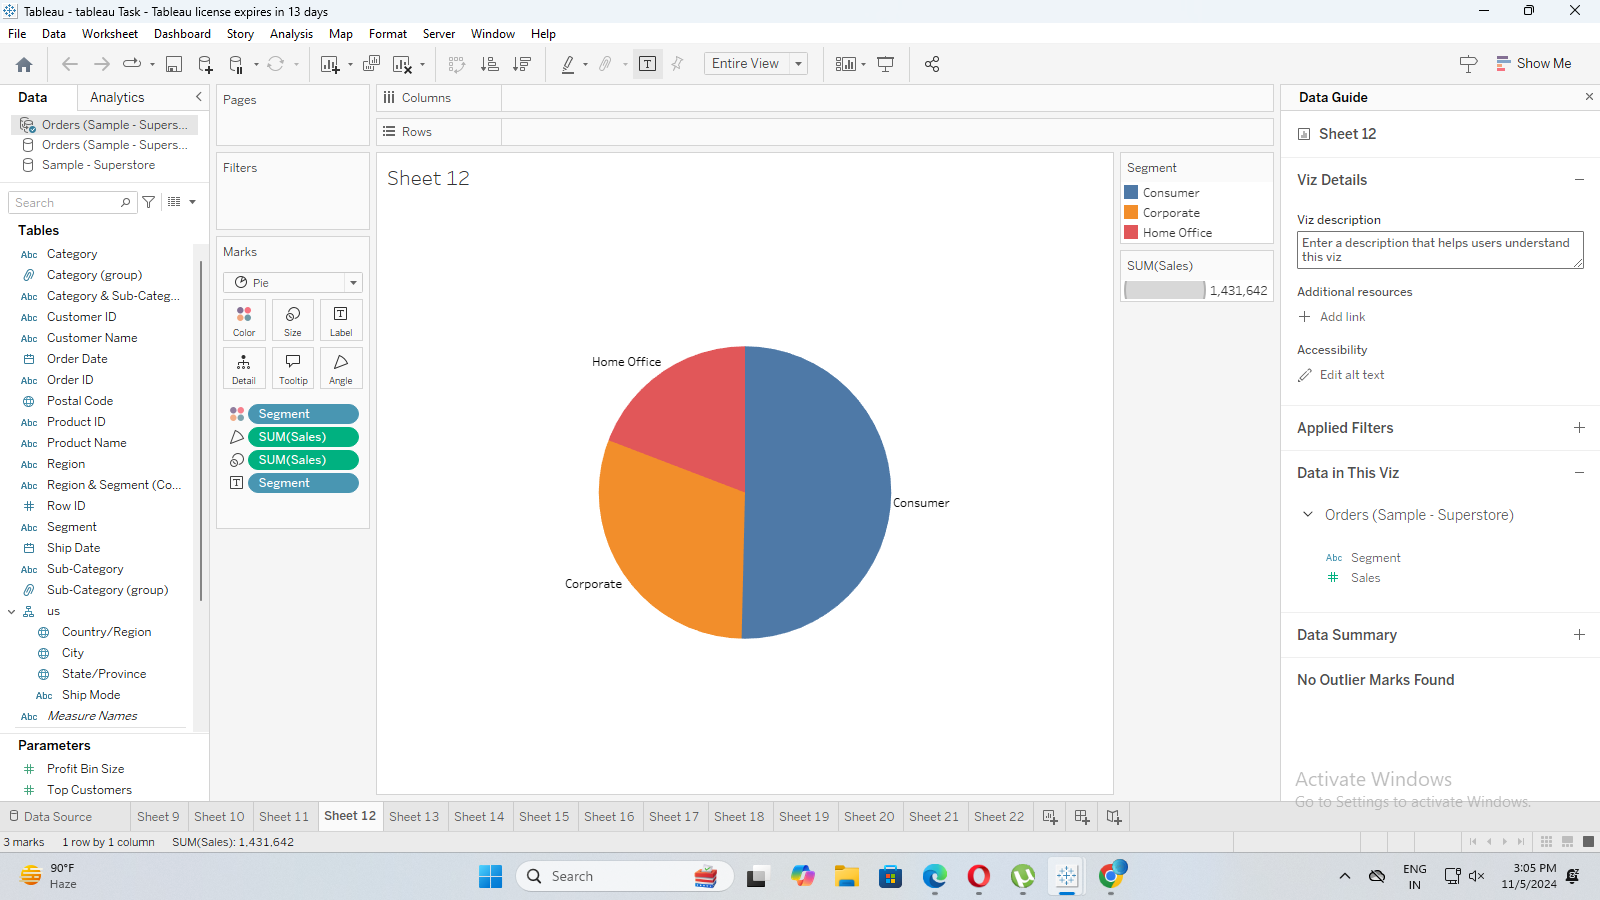 Tableau - tableau Task - Tableau license expires in 13 days
File Data Worksheet Dashboard Story Analysis Map Format Server Window Help
Entire View
Show Me
Data Analytics
Orders (Sample - Supers...
Orders (Sample - Supers...
Sample - Superstore
Search
Tables
Abc Category
Category (group)
Abc Category & Sub-Categ...
Abc Customer ID
Abc Customer Name
Order Date
Abc Order ID
Postal Code
Abc Product ID
Abc Product Name
Abc Region
Abc Region & Segment (Co...
# Row ID
Abc Segment
Ship Date
Abc Sub-Category
Sub-Category (group)
us
Country/Region
City
State/Province
Abc Ship Mode
Abc Measure Names
Parameters
# Profit Bin Size
# Top Customers
Pages
Filters
Marks
Pie
Color Size Label
Detail Tooltip Angle
Segment
SUM(Sales)
SUM(Sales)
Segment
Columns
Rows
Sheet 12
Home Office
Consumer
Corporate
Segment
Consumer
Corporate
Home Office
SUM(Sales)
1,431,642
Data Guide
Sheet 12
Viz Details
Viz description
Enter a description that helps users understand
this viz
Additional resources
Add link
Accessibility
Edit alt text
Applied Filters
Data in This Viz
Orders (Sample - Superstore)
Abc Segment
# Sales
Data Summary
No Outlier Marks Found
Activate Windows
Go to Settings to activate Windows.
Data Source Sheet 9 Sheet 10 Sheet 11 Sheet 12 Sheet 13 Sheet 14 Sheet 15 Sheet 16 Sheet 17 Sheet 18 Sheet 19 Sheet 20 Sheet 21 Sheet 22
3 marks 1 row by 1 column SUM(Sales): 1,431,642
90°F
Haze
Search
ENG
IN
3:05 PM
11/5/2024